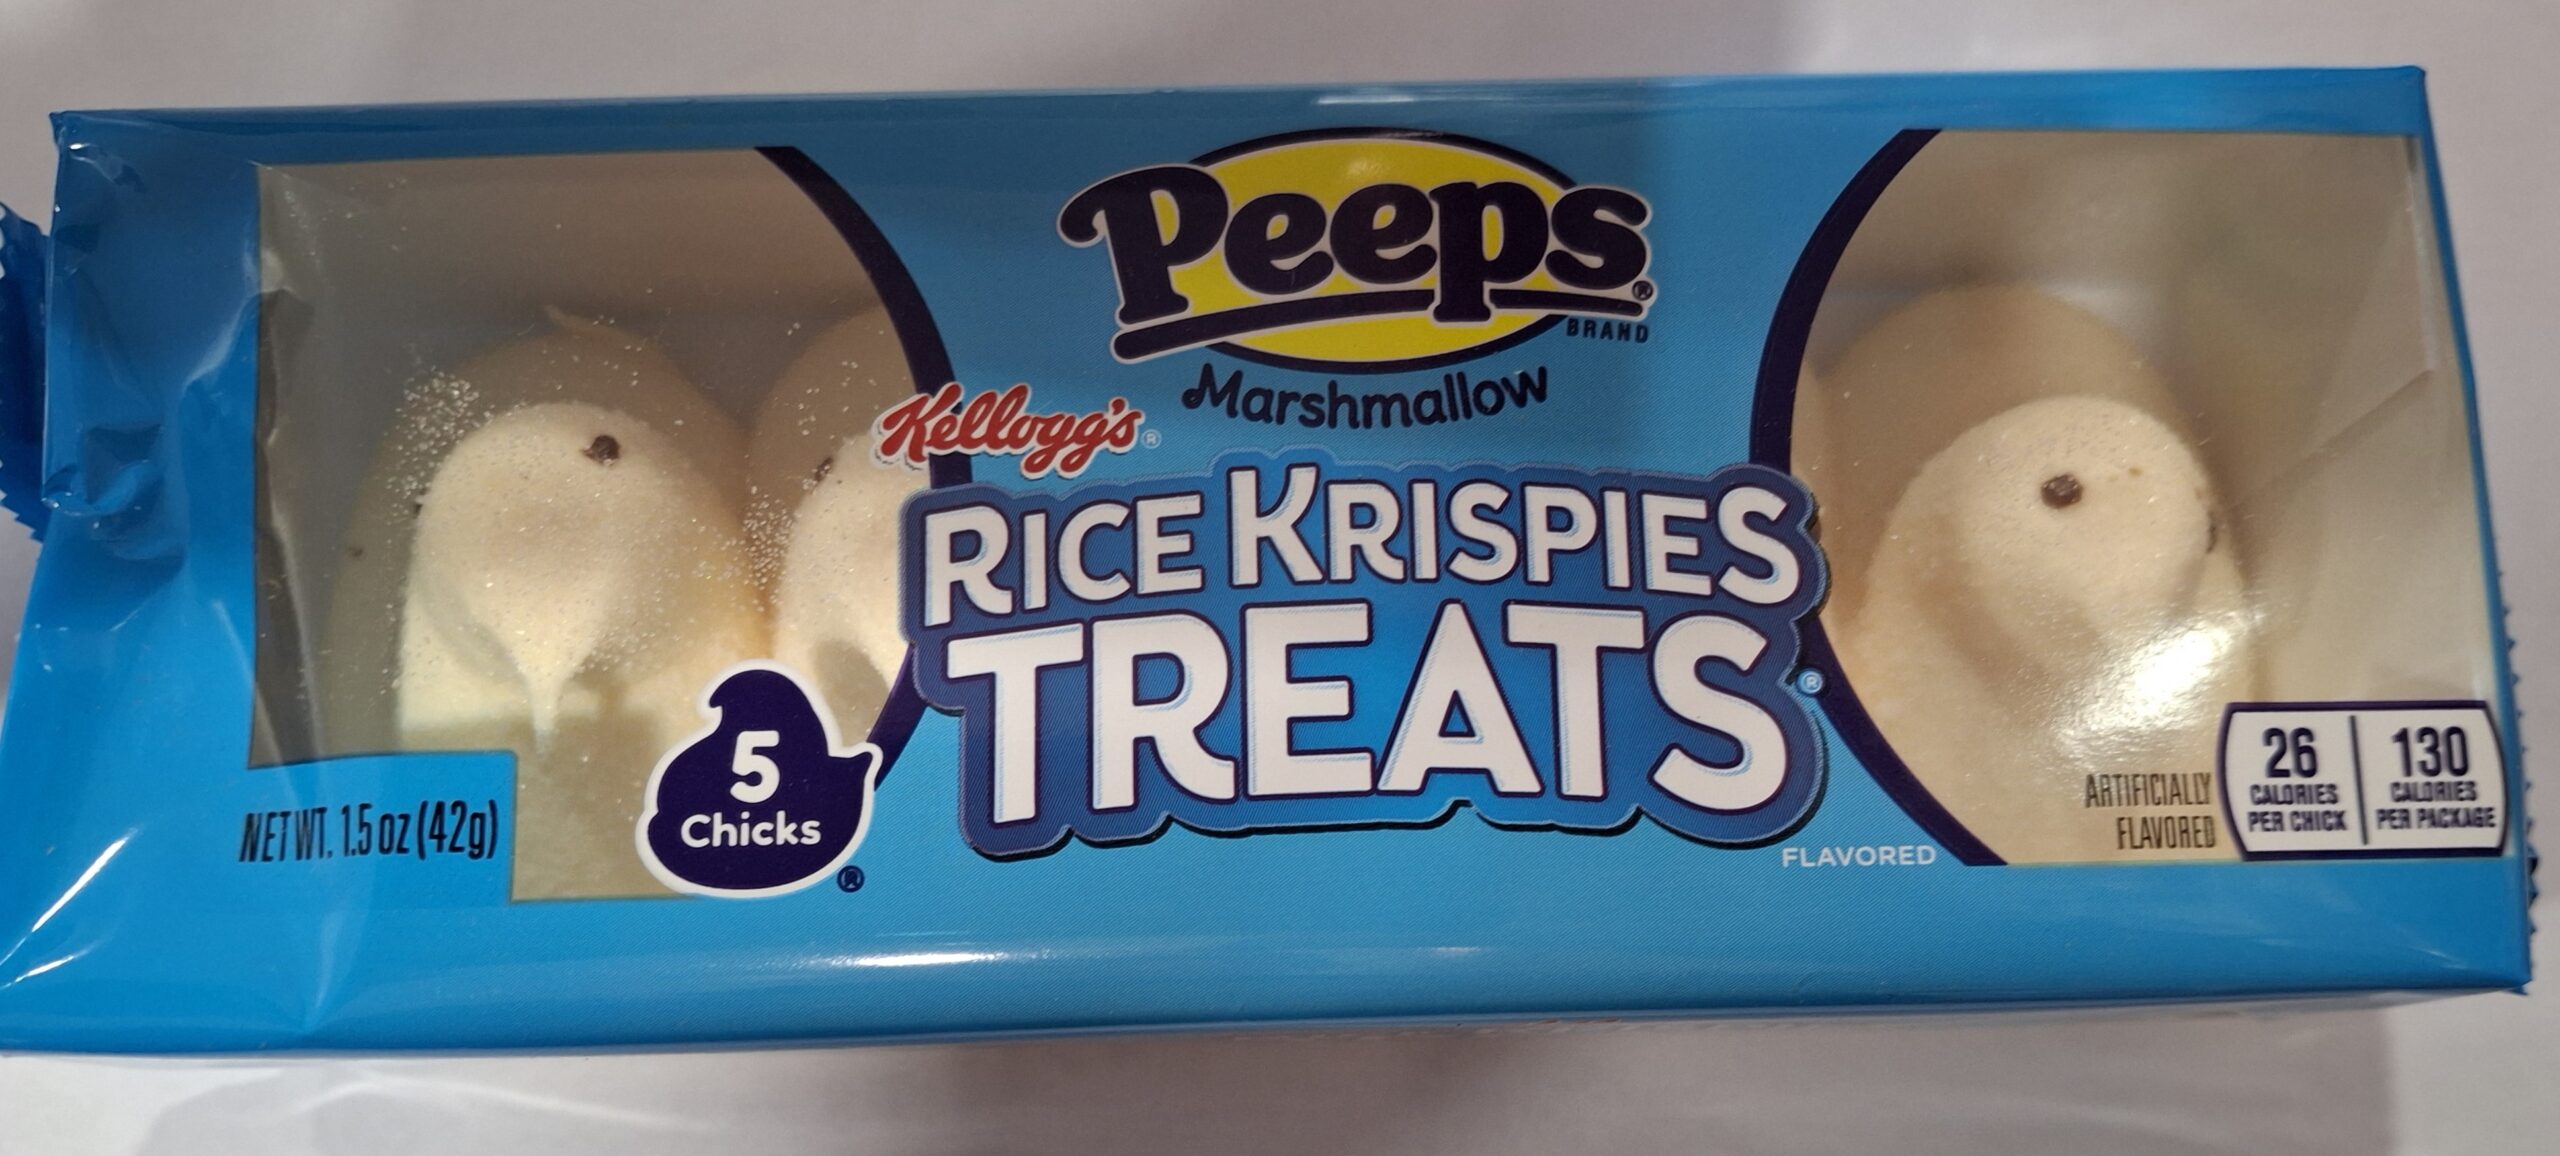 Peeps®
BRAND
Marshmallow
Kellogg's®
RICE KRISPIES
TREATS®
FLAVORED
5
Chicks
®
NET WT. 1.5 oz (42g)
ARTIFICIALLY
FLAVORED
26
CALORIES
PER CHICK
130
CALORIES
PER PACKAGE